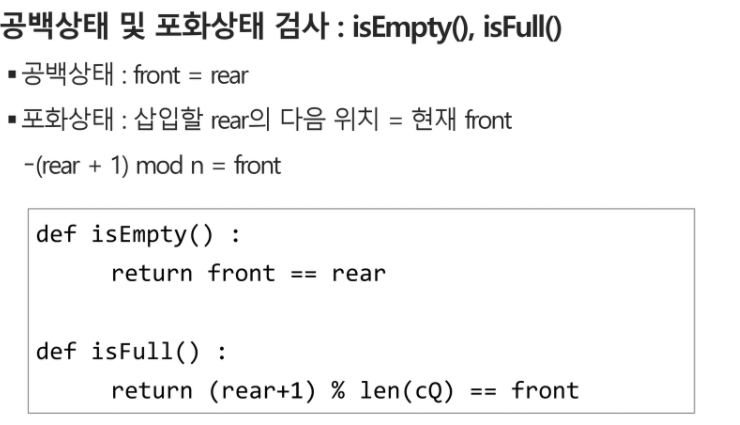 공백상태 및 포화상태 검사 : isEmpty(), isFull()
▪ 공백상태 : front = rear
▪ 포화상태 : 삽입할 rear의 다음 위치 = 현재 front
-(rear + 1) mod n = front
def isEmpty() :
return front == rear
def isFull() :
return (rear+1) % len(cQ) == front